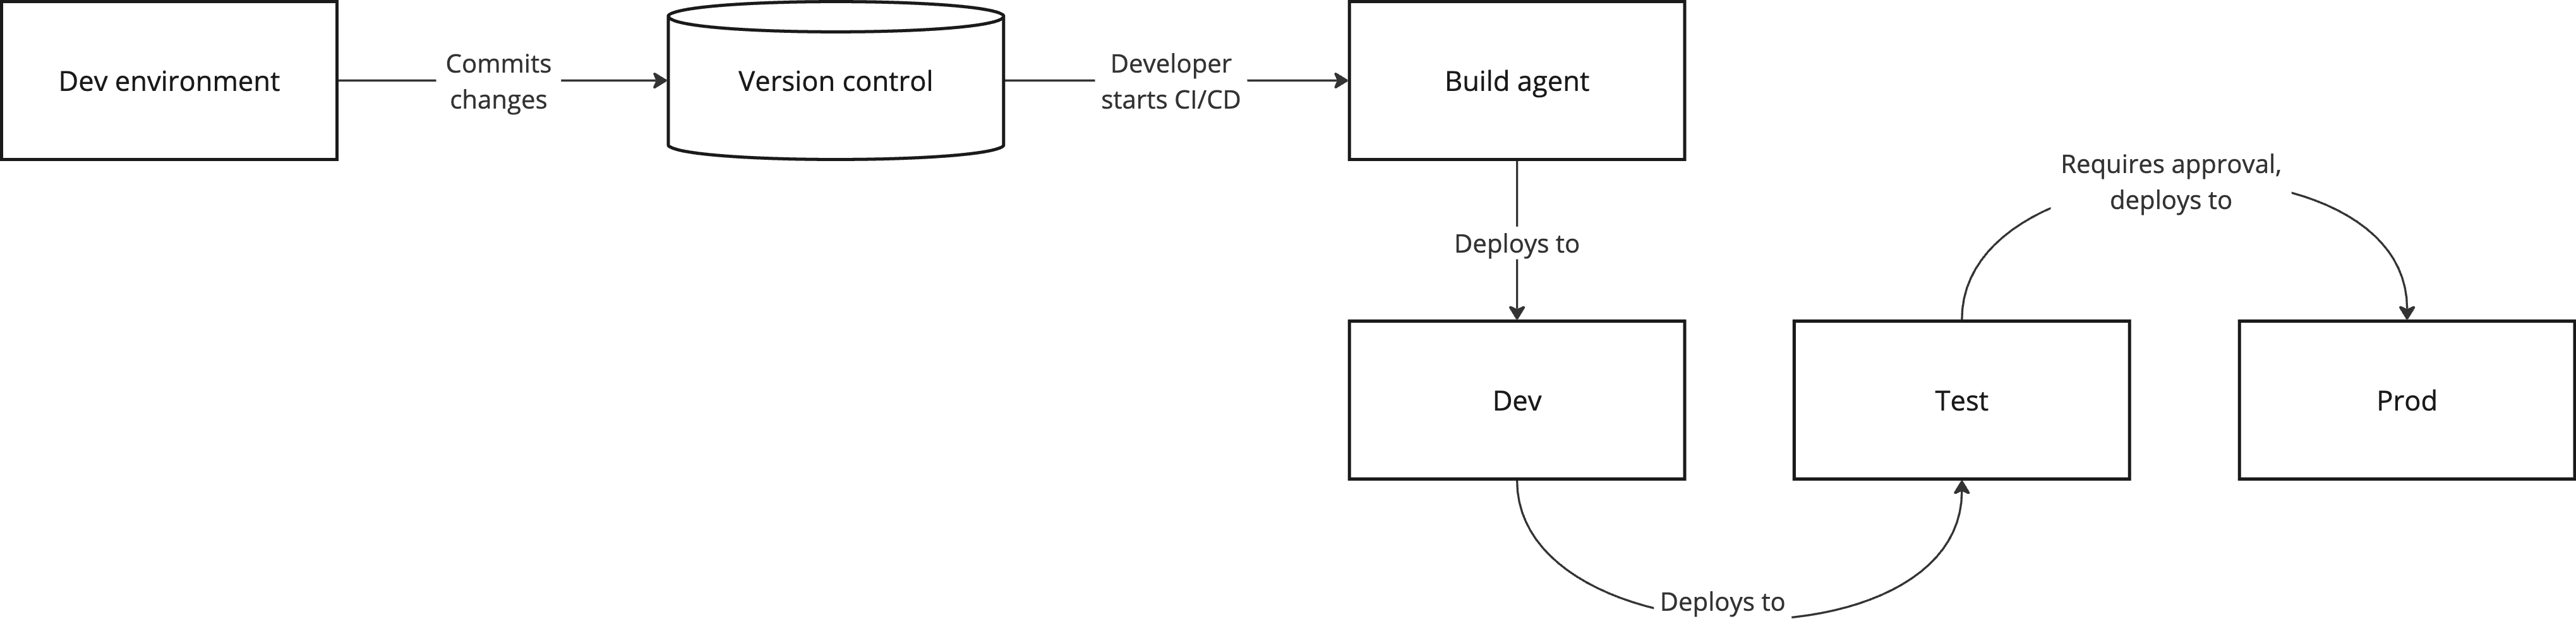 Dev environment
Commits
changes
Version control
Developer
starts CI/CD
Build agent
Requires approval,
deploys to
Deploys to
Dev
Test
Prod
Deploys to